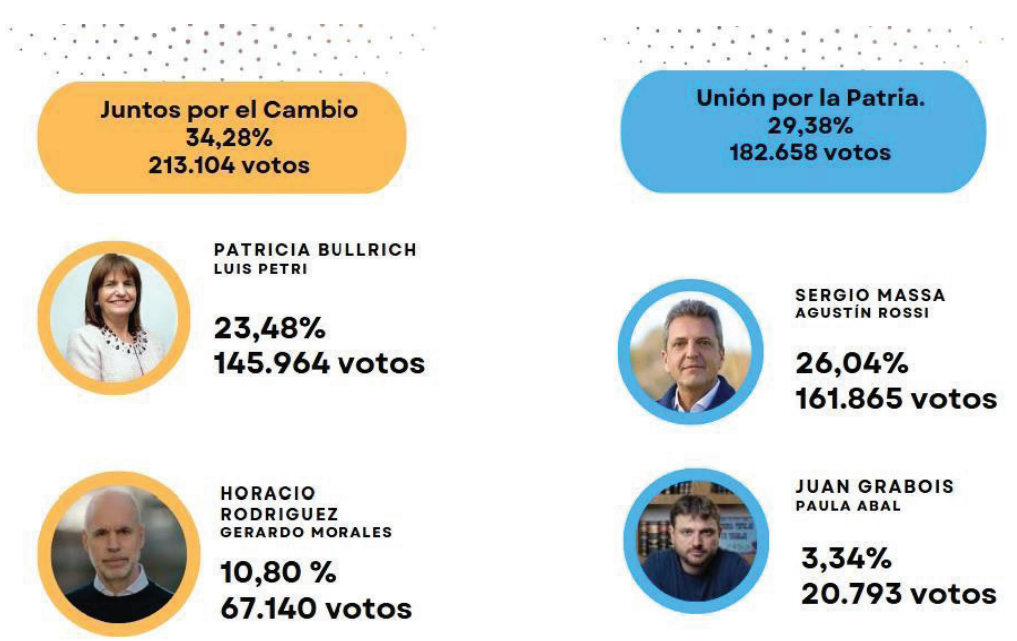 Juntos por el Cambio
34,28%
213.104 votos
PATRICIA BULLRICH
LUIS PETRI
23,48%
145.964 votos
HORACIO
RODRIGUEZ
GERARDO MORALES
10,80 %
67.140 votos
Unión por la Patria.
29,38%
182.658 votos
SERGIO MASSA
AGUSTÍN ROSSI
26,04%
161.865 votos
JUAN GRABOIS
PAULA ABAL
3,34%
20.793 votos